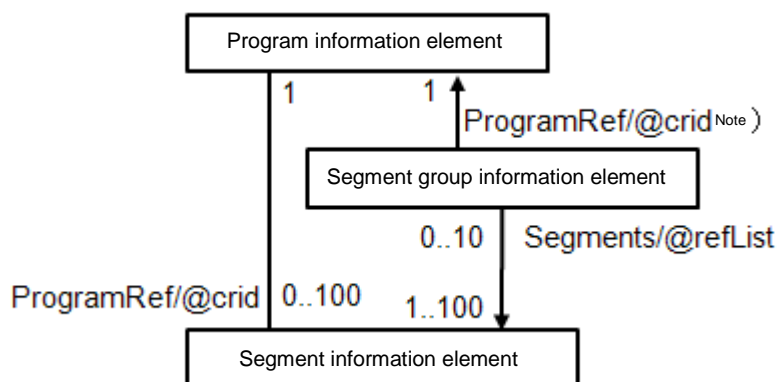 Program information element
1
1
ProgramRef/@crid Note)
Segment group information element
0..10
Segments/@refList
ProgramRef/@crid
0..100
1..100
Segment information element